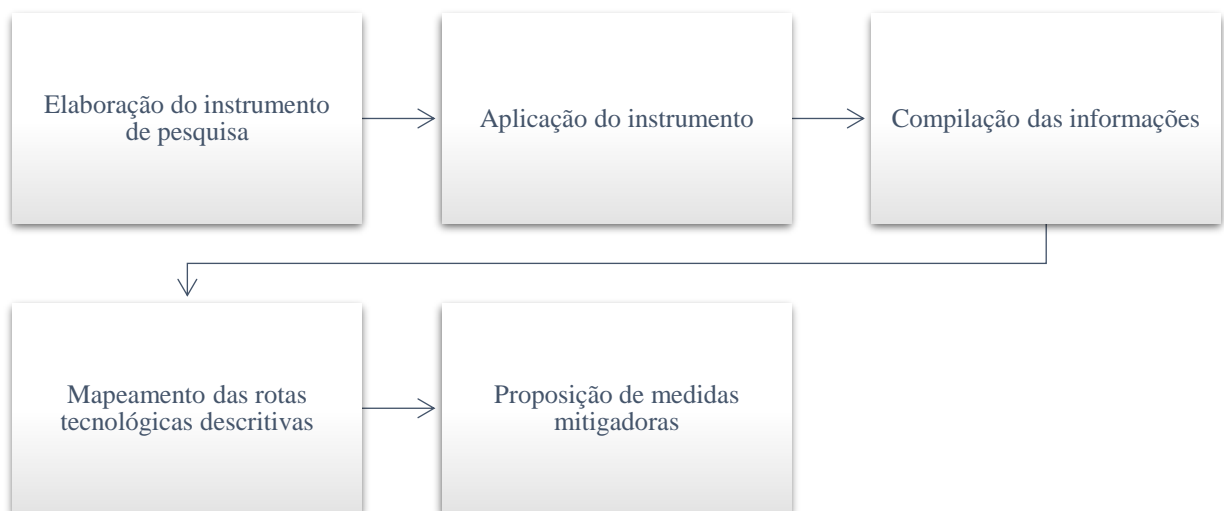 Elaboração do instrumento
de pesquisa
Aplicação do instrumento
Compilação das informações
Mapeamento das rotas
tecnológicas descritivas
Proposição de medidas
mitigadoras